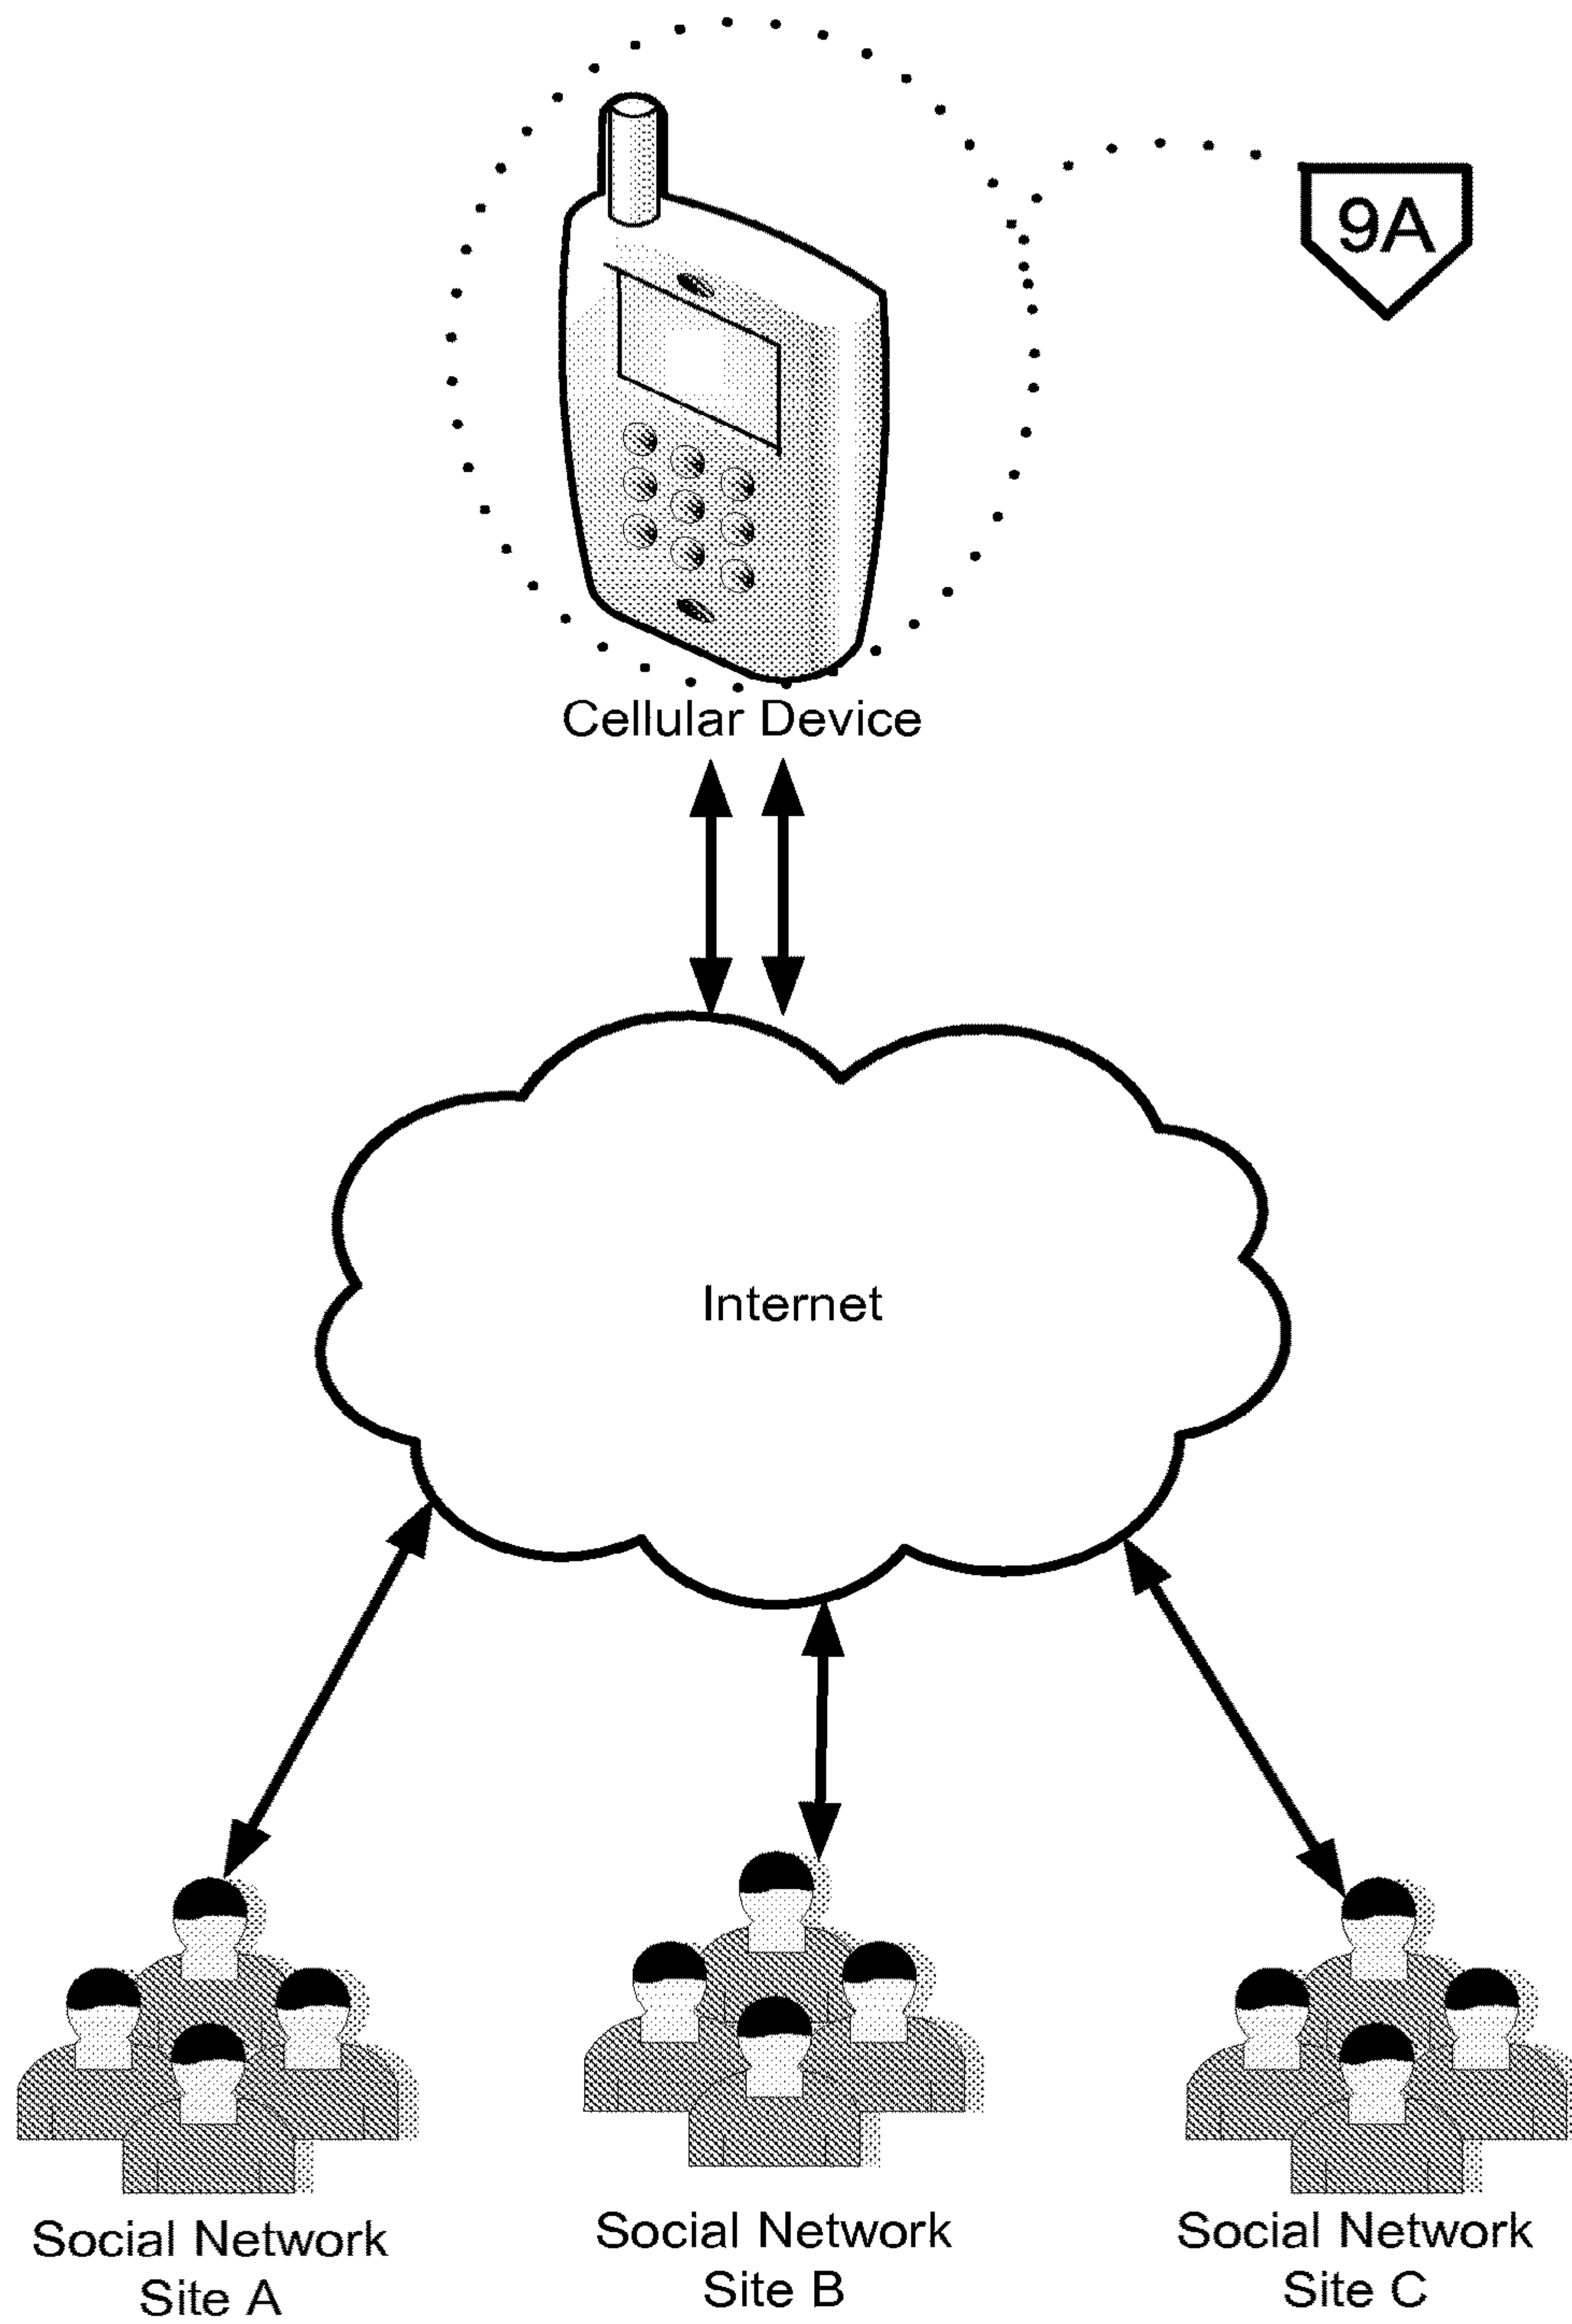 9A
Cellular Device
Internet
Social Network
Site A
Social Network
Site B
Social Network
Site C